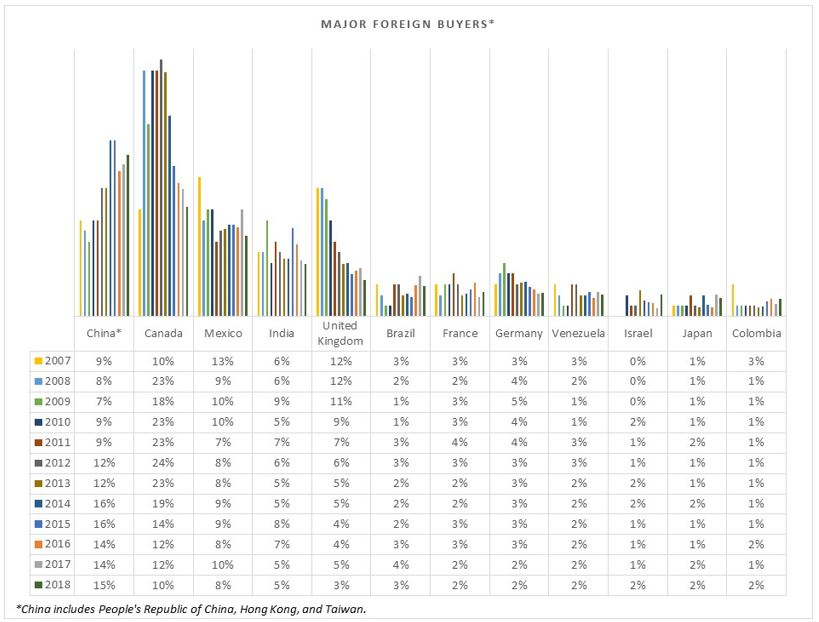 MAJOR FOREIGN BUYERS*
China* Canada Mexico India United Kingdom Brazil France Germany Venezuela Israel Japan Colombia
2007 9% 10% 13% 6% 12% 3% 3% 3% 3% 0% 1% 3%
2008 8% 23% 9% 6% 12% 2% 2% 4% 2% 0% 1% 1%
2009 7% 18% 10% 9% 11% 1% 3% 5% 1% 0% 1% 1%
2010 9% 23% 10% 5% 9% 1% 3% 4% 1% 2% 1% 1%
2011 9% 23% 7% 7% 7% 3% 4% 4% 3% 1% 2% 1%
2012 12% 24% 8% 6% 6% 3% 3% 3% 3% 1% 1% 1%
2013 12% 23% 8% 5% 5% 2% 2% 3% 2% 2% 1% 1%
2014 16% 19% 9% 5% 5% 2% 2% 3% 2% 2% 2% 1%
2015 16% 14% 9% 8% 4% 2% 3% 3% 2% 1% 1% 1%
2016 14% 12% 8% 7% 4% 3% 3% 3% 2% 1% 1% 2%
2017 14% 12% 10% 5% 5% 4% 2% 2% 2% 1% 2% 1%
2018 15% 10% 8% 5% 3% 3% 2% 2% 2% 2% 2% 2%
*China includes People's Republic of China, Hong Kong, and Taiwan.